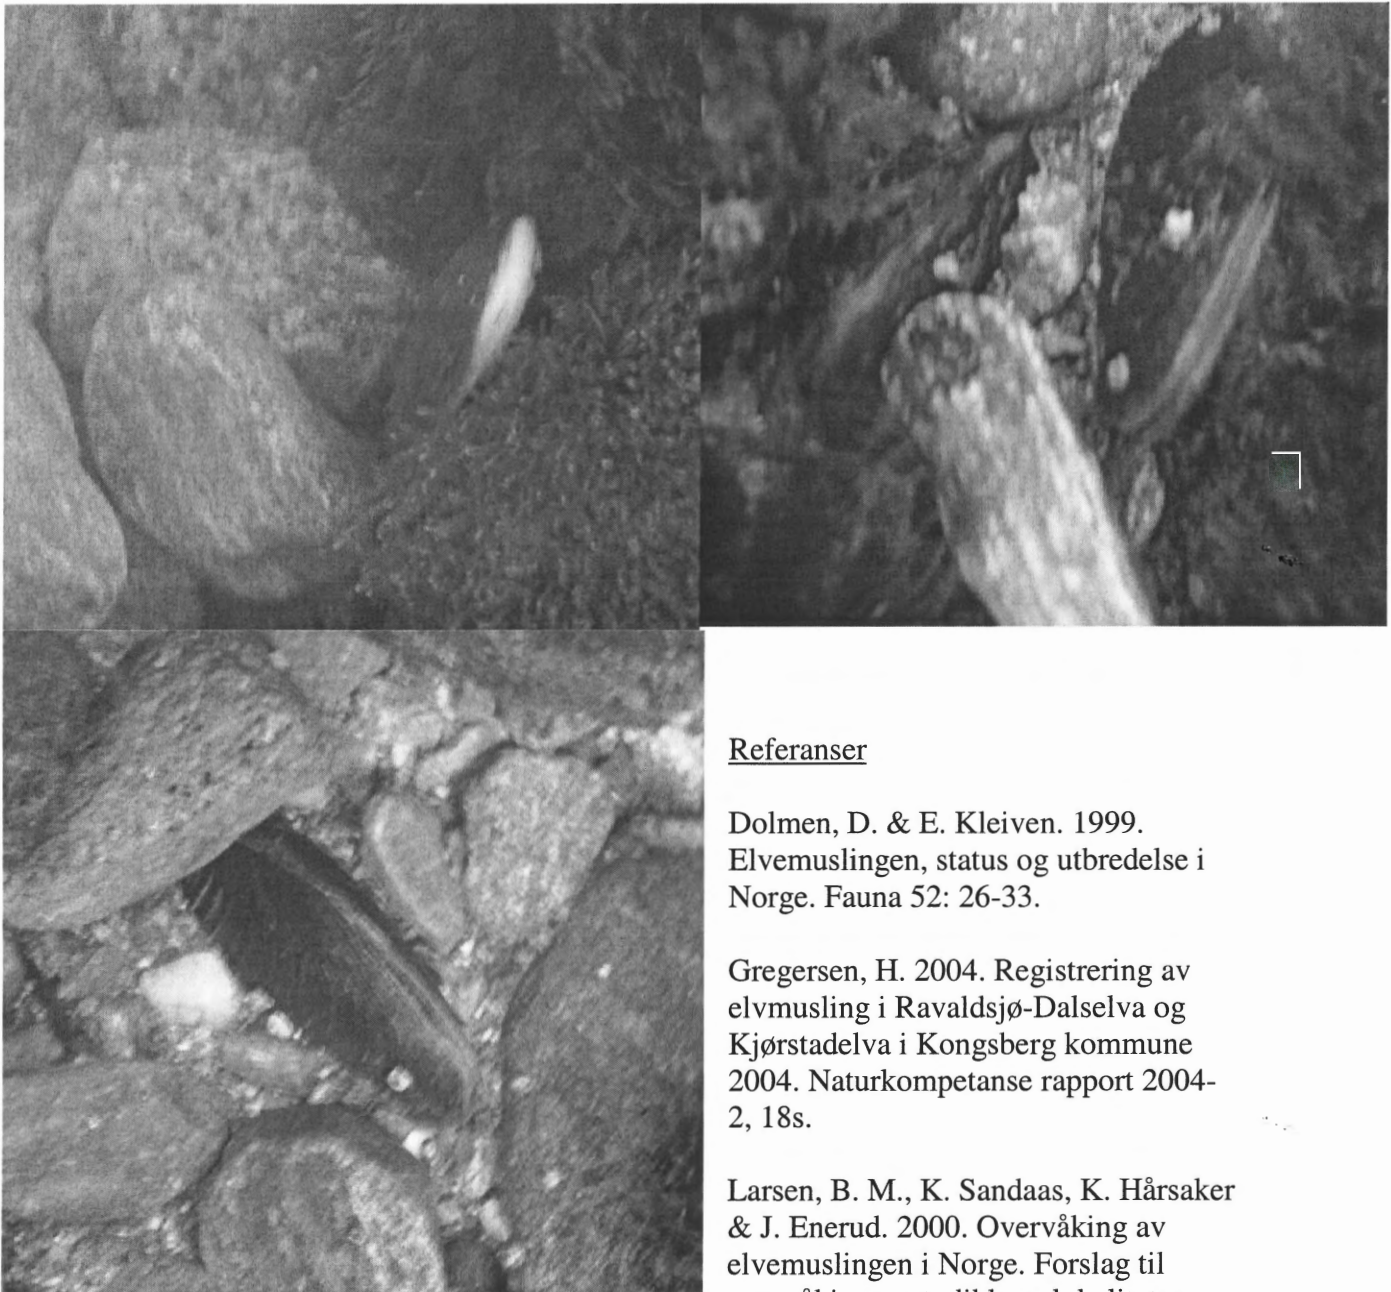 Referanser
Dolmen, D. & E. Kleiven. 1999.
Elvemuslingen, status og utbredelse i
Norge. Fauna 52: 26-33.
Gregersen, H. 2004. Registrering av
elvmusling i Ravaldsjø-Dalselva og
Kjørstadelva i Kongsberg kommune
2004. Naturkompetanse rapport 2004-
2, 18s.
Larsen, B. M., K. Sandaas, K. Hårsaker
& J. Enerud. 2000. Overvåking av
elvemuslingen i Norge. Forslag til